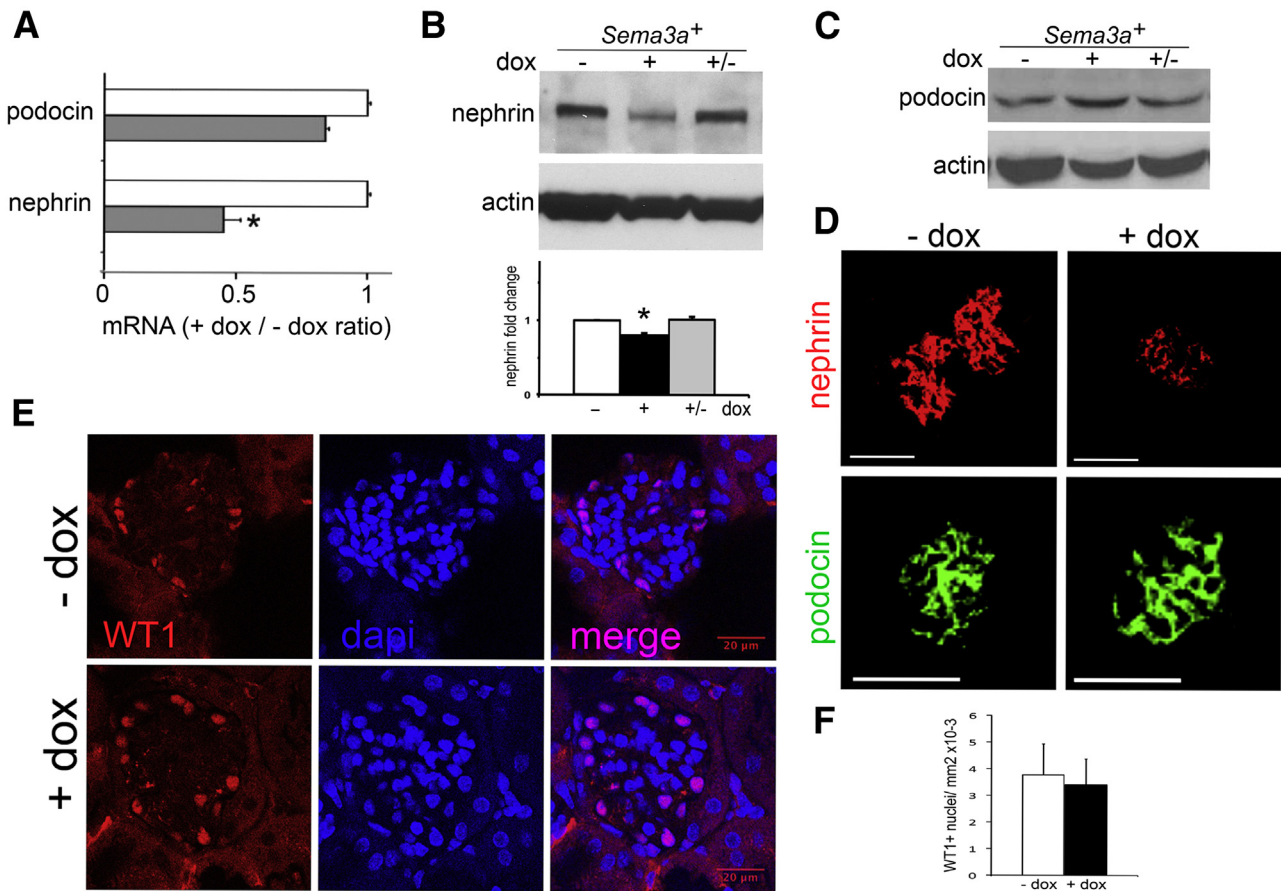 A
podocin
nephrin
*
0 0.5 1
mRNA (+ dox / - dox ratio)
B
Sema3a+
dox - + +/-
nephrin
actin
nephrin fold change
1
0
*
– + +/- dox
C
Sema3a+
dox - + +/-
podocin
actin
D
- dox + dox
nephrin
podocin
E
- dox
WT1 dapi merge
20 µm
+ dox
20 µm
F
WT1+ nuclei/ mm2 x10-3
6
5
4
3
2
1
0
- dox + dox